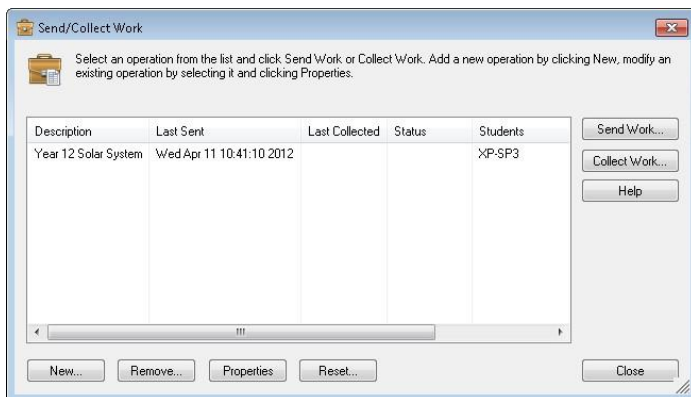 Send/Collect Work
Select an operation from the list and click Send Work or Collect Work. Add a new operation by clicking New, modify an
existing operation by selecting it and clicking Properties.
Description Last Sent Last Collected Status Students
Year 12 Solar System Wed Apr 11 10:41:10 2012 XP-SP3
Send Work...
Collect Work...
Help
New... Remove... Properties Reset... Close